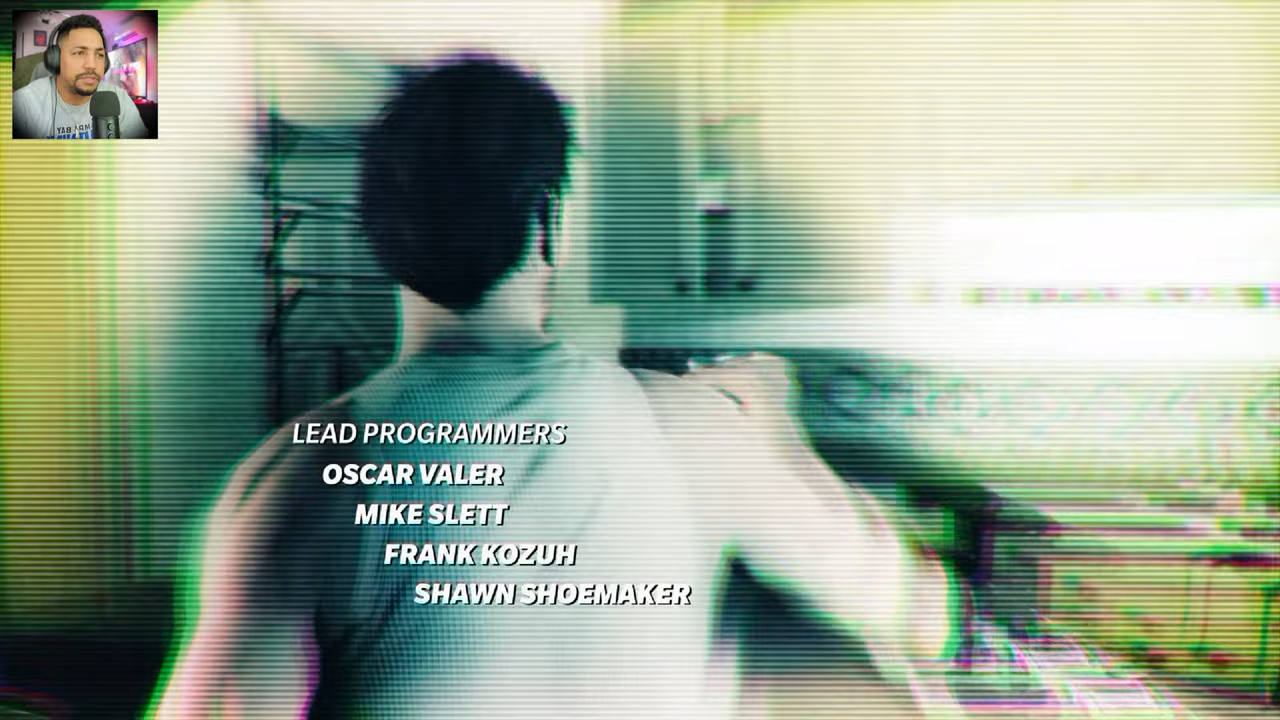 LEAD PROGRAMMERS
OSCAR VALER
MIKE SLETT
FRANK KOZUH
SHAWN SHOEMAKER